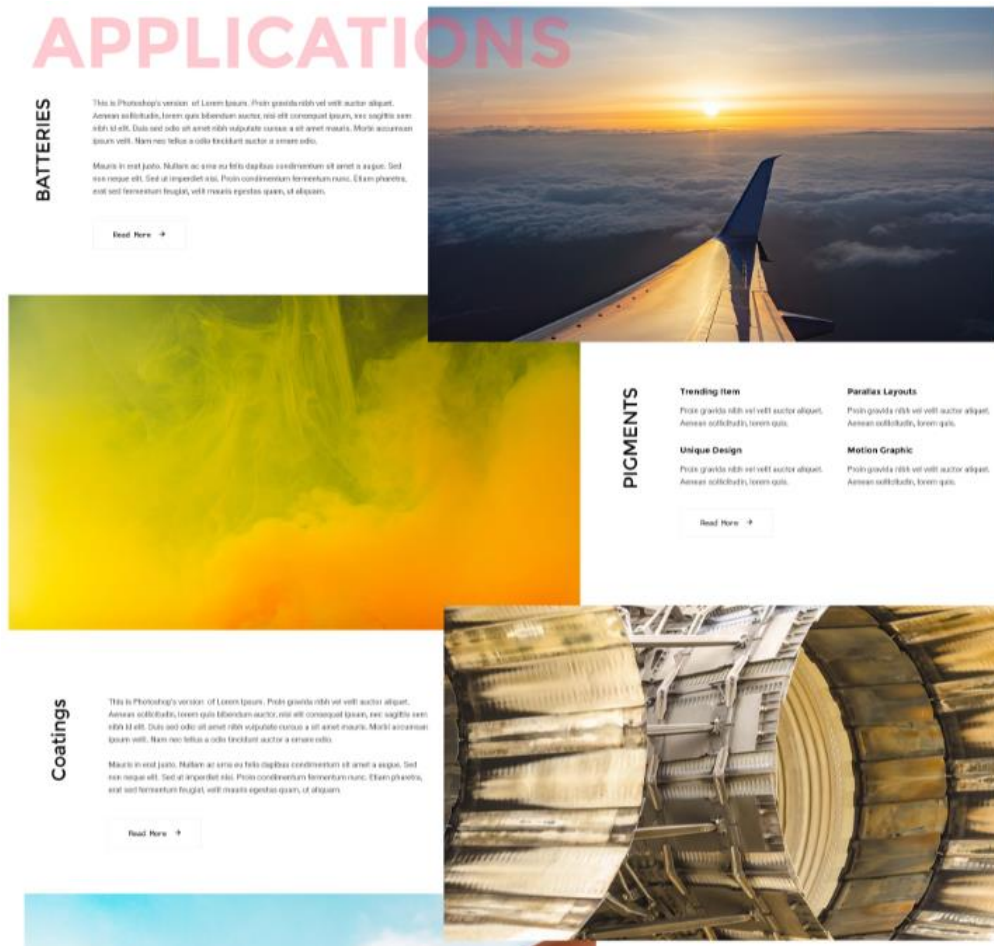 APPLICATIONS
BATTERIES
This is Photoshop's version of Lorem Ipsum. Proin gravida nibh vel velit auctor aliquet.
Aenean sollicitudin, lorem quis bibendum auctor, nisi elit consequat ipsum, nec sagittis sem
nibh id elit. Duis sed odio sit amet nibh vulputate cursus a sit amet mauris. Morbi accumsan
ipsum velit. Nam nec tellus a odio tincidunt auctor a ornare odio.
Mauris in erat justo. Nullam ac urna eu felis dapibus condimentum sit amet a augue. Sed
non neque elit. Sed ut imperdiet nisi. Proin condimentum fermentum nunc. Etiam pharetra,
erat sed fermentum feugiat, velit mauris egestas quam, ut aliquam.
Read More →
PIGMENTS
Trending Item
Proin gravida nibh vel velit auctor aliquet.
Aenean sollicitudin, lorem quis.
Parallax Layouts
Proin gravida nibh vel velit auctor aliquet.
Aenean sollicitudin, lorem quis.
Unique Design
Proin gravida nibh vel velit auctor aliquet.
Aenean sollicitudin, lorem quis.
Motion Graphic
Proin gravida nibh vel velit auctor aliquet.
Aenean sollicitudin, lorem quis.
Read More →
Coatings
This is Photoshop's version of Lorem Ipsum. Proin gravida nibh vel velit auctor aliquet.
Aenean sollicitudin, lorem quis bibendum auctor, nisi elit consequat ipsum, nec sagittis sem
nibh id elit. Duis sed odio sit amet nibh vulputate cursus a sit amet mauris. Morbi accumsan
ipsum velit. Nam nec tellus a odio tincidunt auctor a ornare odio.
Mauris in erat justo. Nullam ac urna eu felis dapibus condimentum sit amet a augue. Sed
non neque elit. Sed ut imperdiet nisi. Proin condimentum fermentum nunc. Etiam pharetra,
erat sed fermentum feugiat, velit mauris egestas quam, ut aliquam.
Read More →